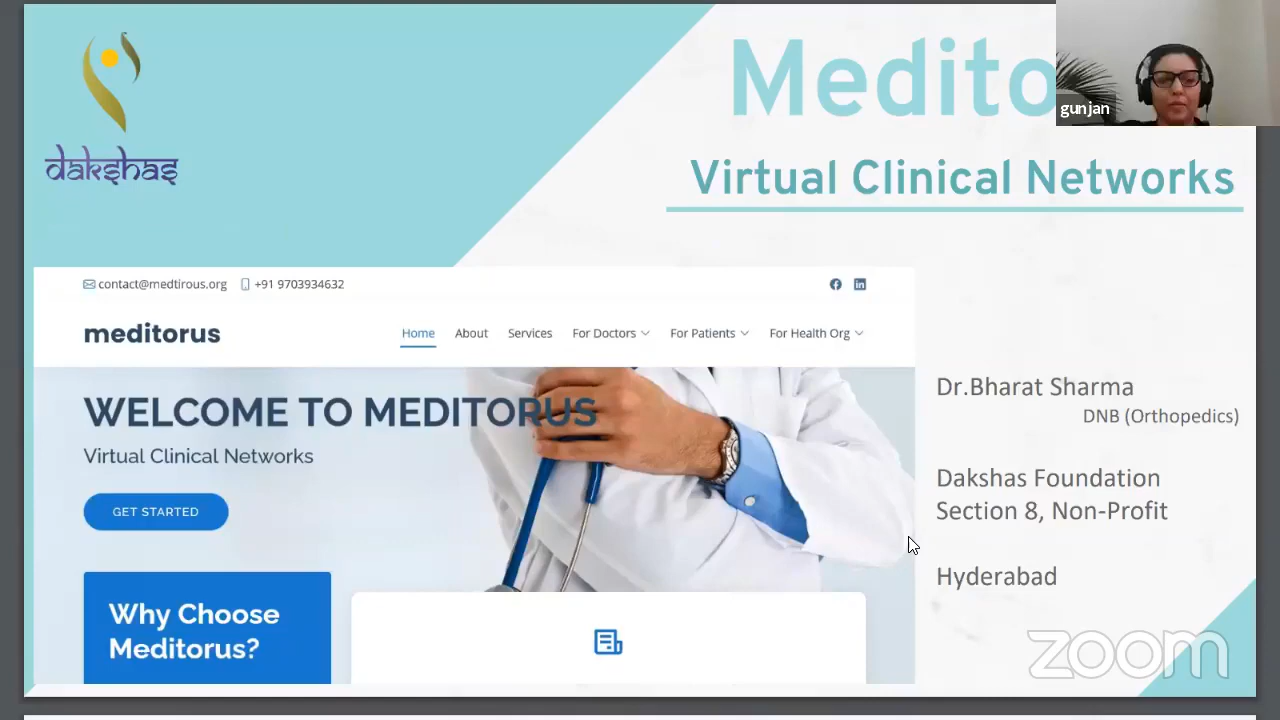 dakshas
gunjan
Virtual Clinical Networks
contact@medtirous.org +91 9703934632
meditorus
Home About Services For Doctors For Patients For Health Org
WELCOME TO MEDITORUS
Virtual Clinical Networks
GET STARTED
Why Choose
Meditorus?
Dr.Bharat Sharma
DNB (Orthopedics)
Dakshas Foundation
Section 8, Non-Profit
Hyderabad
zoom